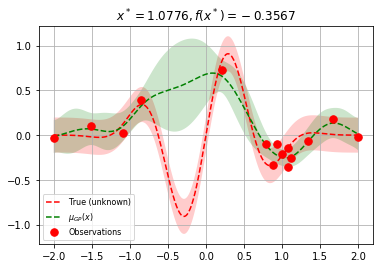 x* = 1.0776, f(x*) = − 0.3567
1.0
0.5
0.0
−0.5
−1.0
True (unknown)
μGP(x)
Observations
−2.0 −1.5 −1.0 −0.5 0.0 0.5 1.0 1.5 2.0